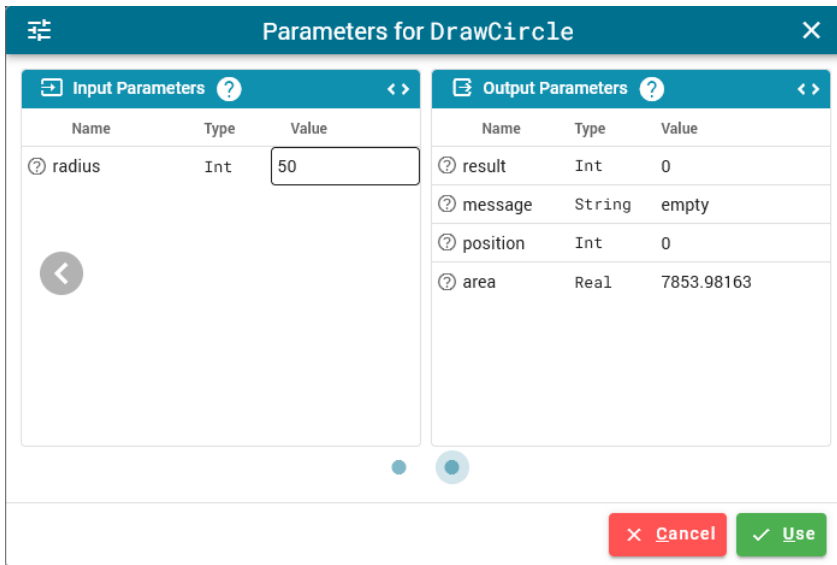 Parameters for DrawCircle
Input Parameters ?
Name Type Value
? radius Int 50
Output Parameters ?
Name Type Value
? result Int 0
? message String empty
? position Int 0
? area Real 7853.98163
Cancel Use